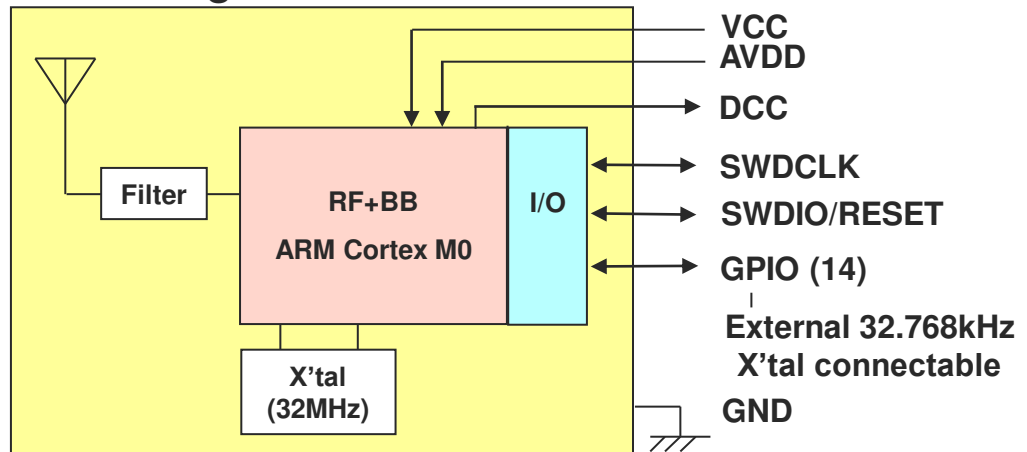 VCC
AVDD
DCC
Filter
RF+BB
ARM Cortex M0
I/O
SWDCLK
SWDIO/RESET
GPIO (14)
External 32.768kHz
X'tal connectable
X'tal
(32MHz)
GND